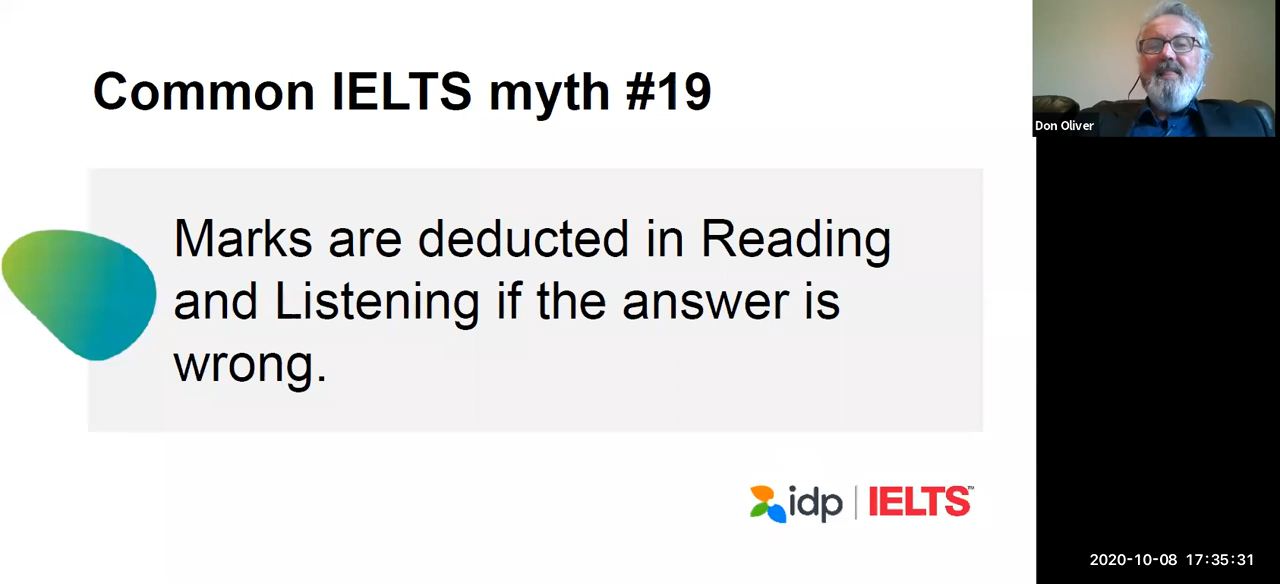 Common IELTS myth #19
Marks are deducted in Reading
and Listening if the answer is
wrong.
idp | IELTS™
Don Oliver
2020-10-08 17:35:31